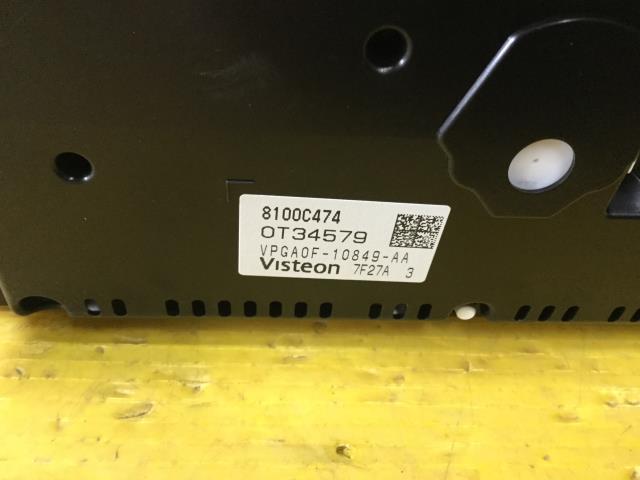 8100C474
0T34579
VPGA0F-10849-AA
Visteon 7F27A 3